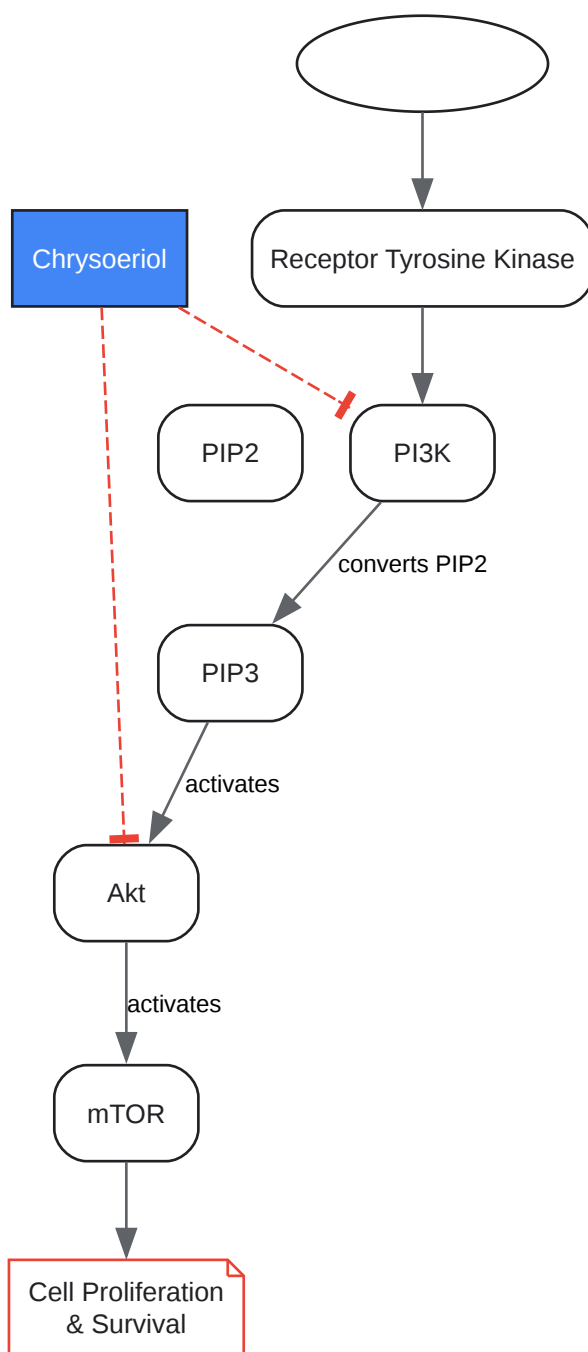 Chrysoeriol
Receptor Tyrosine Kinase
PIP2
PI3K
converts PIP2
PIP3
activates
Akt
activates
mTOR
Cell Proliferation
& Survival